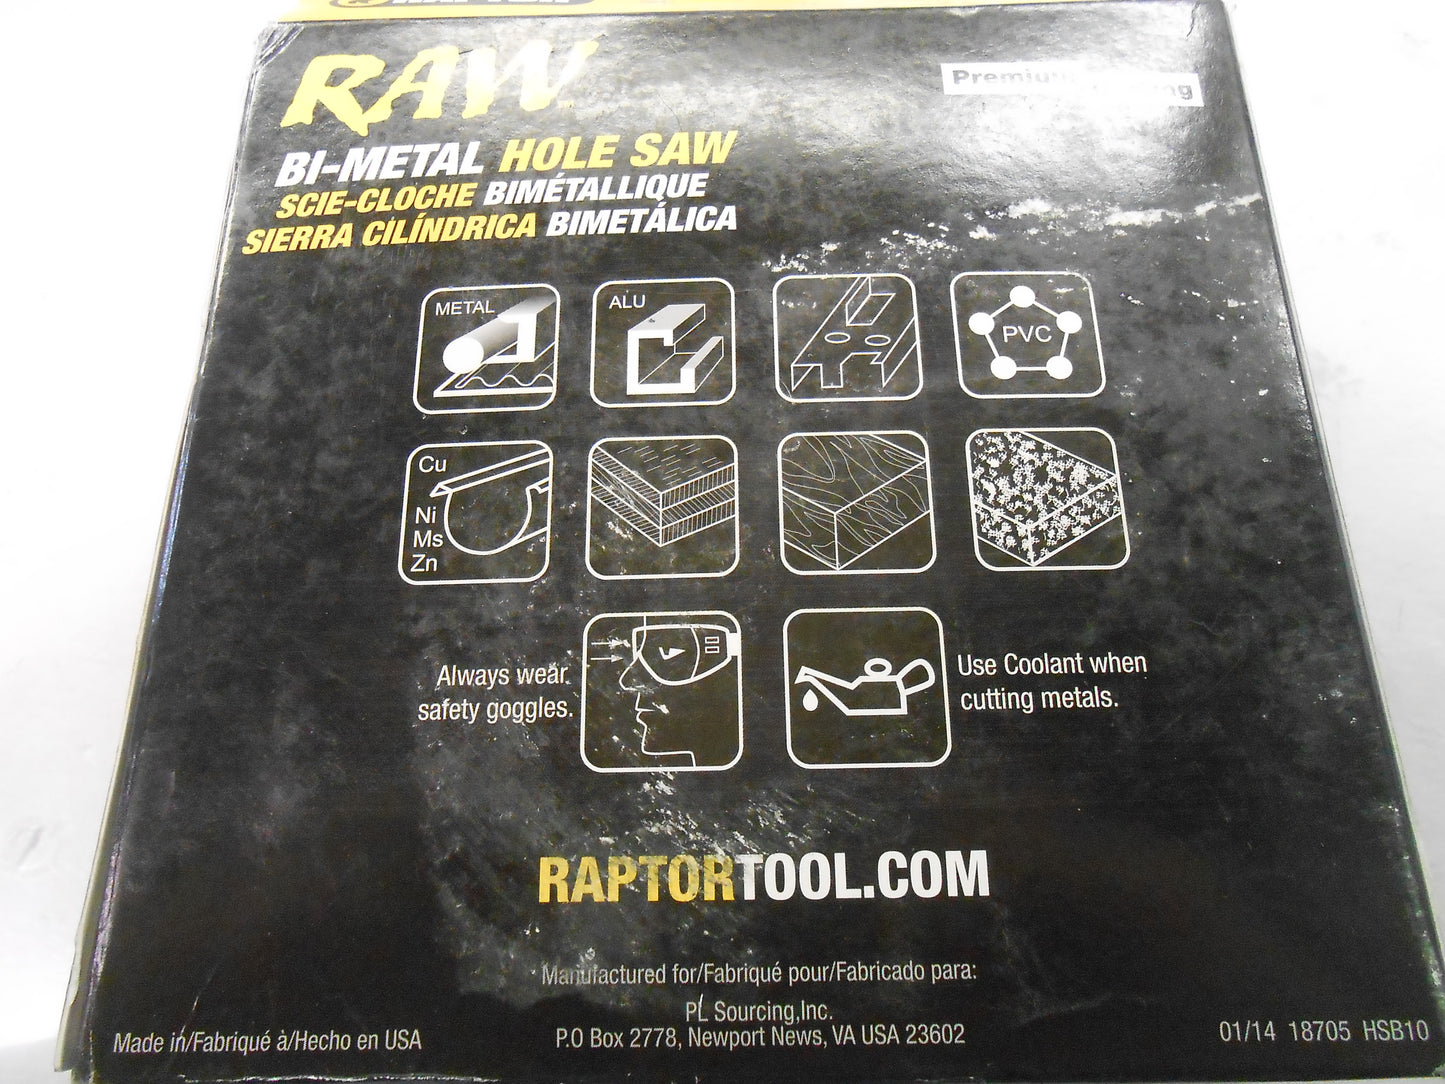 RAW
BI-METAL HOLE SAW
SCIE-CLOCHE BIMÉTALLIQUE
SIERRA CILÍNDRICA BIMETÁLICA
METAL
ALU
PVC
Cu
Ni
Ms
Zn
Always wear
safety goggles.
Use Coolant when
cutting metals.
RAPTORTOOL.COM
Manufactured for/Fabriqué pour/Fabricado para:
PL Sourcing,Inc.
P.O Box 2778, Newport News, VA USA 23602
Made in/Fabriqué à/Hecho en USA
01/14 18705 HSB10